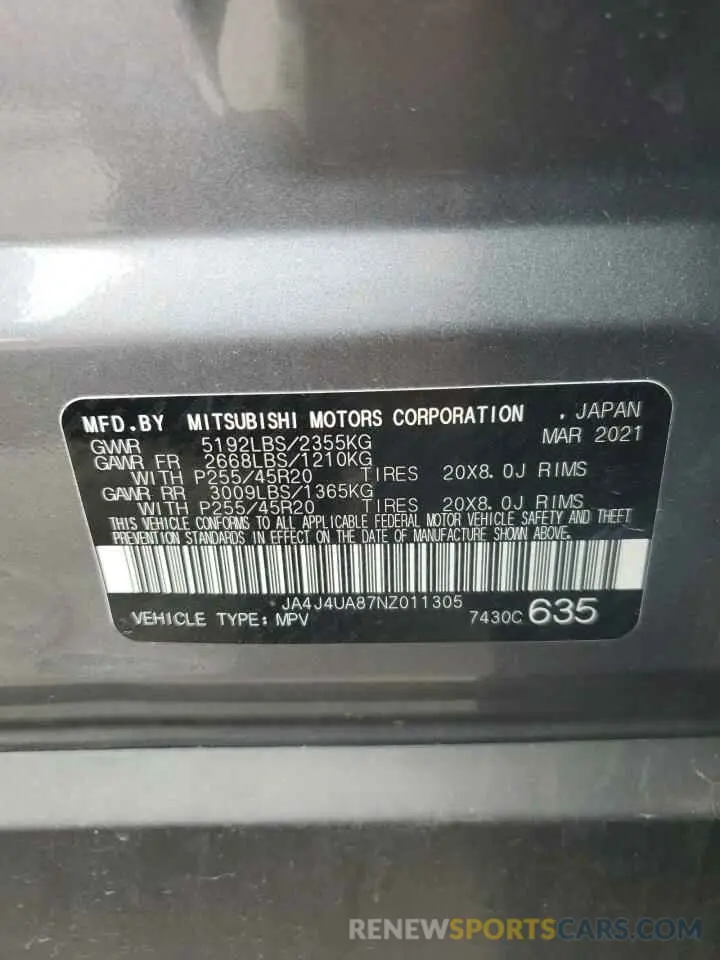 MFD.BY MITSUBISHI MOTORS CORPORATION . JAPAN
GVWR 5192LBS/2355KG MAR 2021
GAWR FR 2668LBS/1210KG
WITH P255/45R20 TIRES 20X8.0J RIMS
GAWR RR 3009LBS/1365KG
WITH P255/45R20 TIRES 20X8.0J RIMS
THIS VEHICLE CONFORMS TO ALL APPLICABLE FEDERAL MOTOR VEHICLE SAFETY AND THEFT
PREVENTION STANDARDS IN EFFECT ON THE DATE OF MANUFACTURE SHOWN ABOVE.
JA4J4UA87NZ011305
VEHICLE TYPE: MPV 7430C 635
RENEWSPORTSCARS.COM